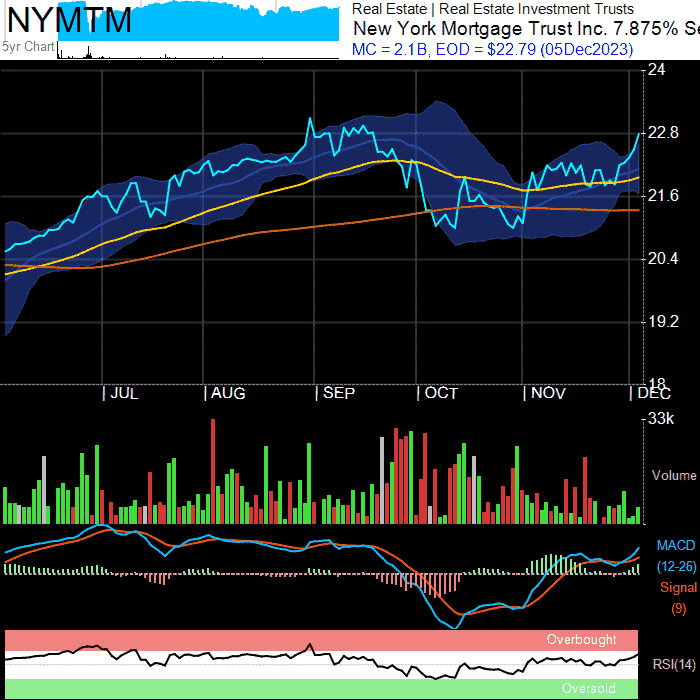 NYMTM
Real Estate | Real Estate Investment Trusts
New York Mortgage Trust Inc. 7.875% Se
5yr Chart
MC = 2.1B, EOD = $22.79 (05Dec2023)
24
22.8
21.6
20.4
19.2
18
JUL AUG SEP OCT NOV DEC
33k
Volume
MACD
(12-26)
Signal
(9)
Overbought
RSI(14)
Oversold